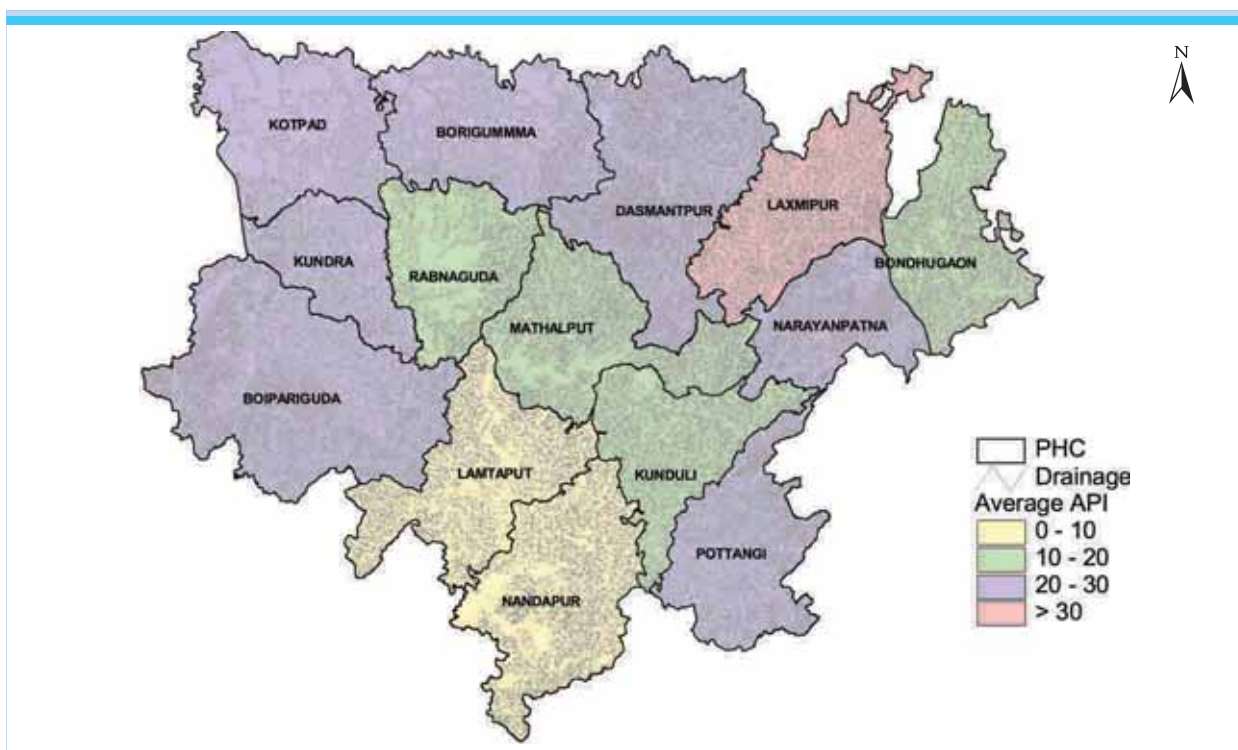 N
KOTPAD
BORIGUMMMA
DASMANTPUR
LAXMIPUR
KUNDRA
RABNAGUDA
BONDHUGAON
MATHALPUT
NARAYANPATNA
BOIPARIGUDA
LAMTAPUT
KUNDULI
POTTANGI
NANDAPUR
PHC
Drainage
Average API
0 - 10
10 - 20
20 - 30
> 30